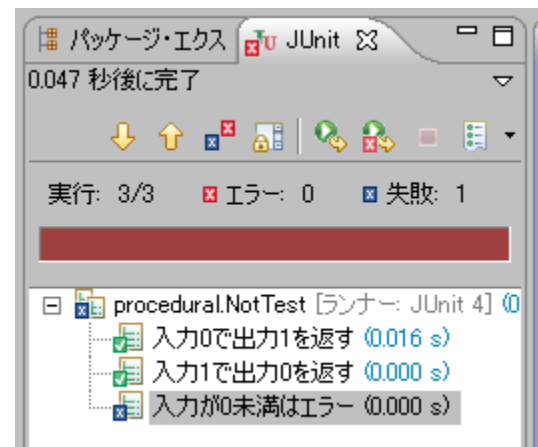 パッケージ・エクス JUnit
0.047 秒後に完了
実行: 3/3 エラー: 0 失敗: 1
procedural.NotTest [ランナー: JUnit 4] (0
入力0で出力1を返す (0.016 s)
入力1で出力0を返す (0.000 s)
入力が0未満はエラー (0.000 s)